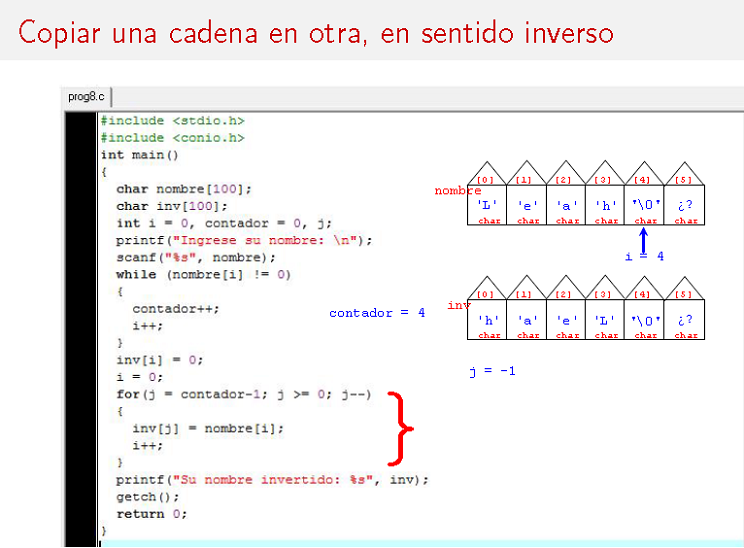 Copiar una cadena en otra, en sentido inverso
prog8.c
#include <stdio.h>
#include <conio.h>
int main()
{
char nombre[100];
char inv[100];
int i = 0, contador = 0, j;
printf("Ingrese su nombre: \n");
scanf("%s", nombre);
while (nombre[i] != 0)
{
contador++;
i++;
}
inv[i] = 0;
i = 0;
for(j = contador-1; j >= 0; j--)
{
inv[j] = nombre[i];
i++;
}
printf("Su nombre invertido: %s", inv);
getch();
return 0;
}
[0] [1] [2] [3] [4] [5]
nombre
'L' 'e' 'a' 'h' '\0' ¿?
char char char char char char
i = 4
contador = 4
[0] [1] [2] [3] [4] [5]
inv
'h' 'a' 'e' 'L' '\0' ¿?
char char char char char char
j = -1